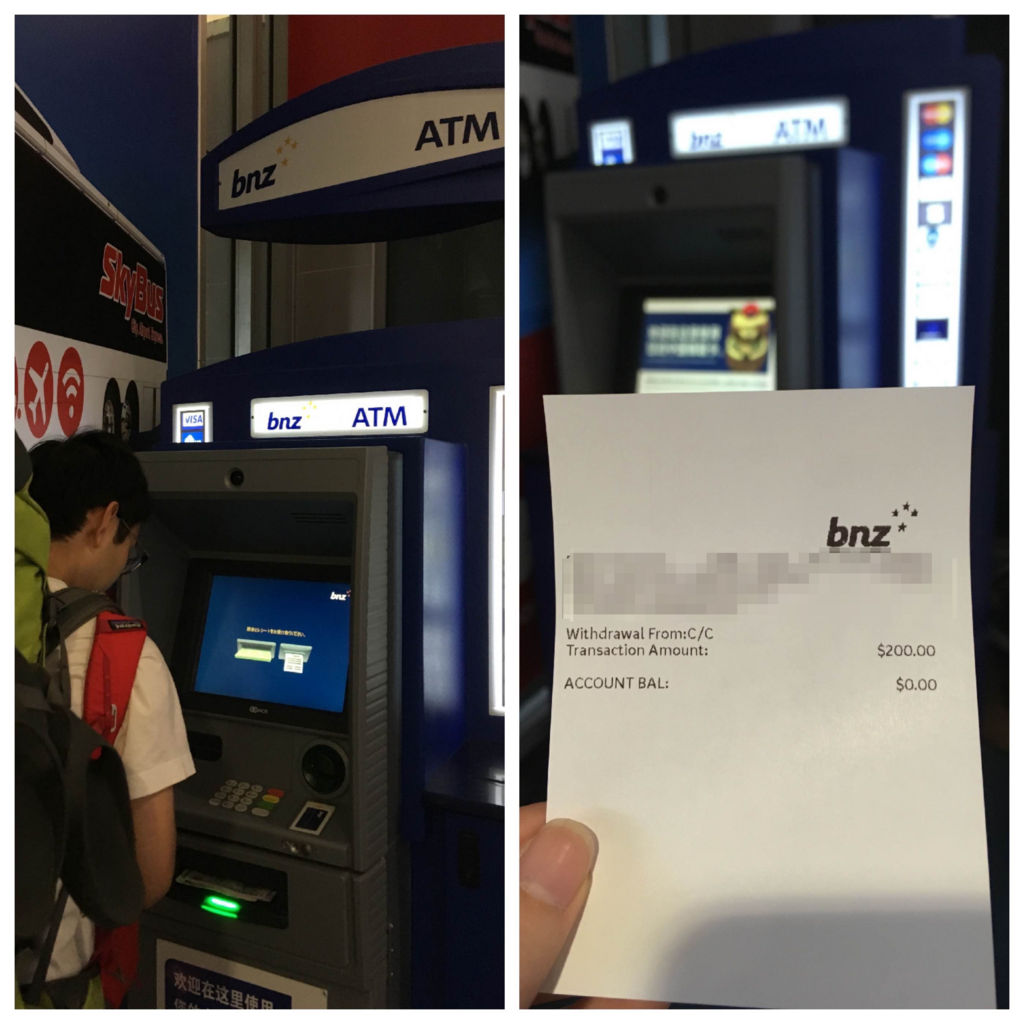 bnz ATM
SkyBus
VISA
bnz ATM
bnz
欢迎在这里使用
bnz ATM
bnz
Withdrawal From:C/C
Transaction Amount: $200.00
ACCOUNT BAL: $0.00